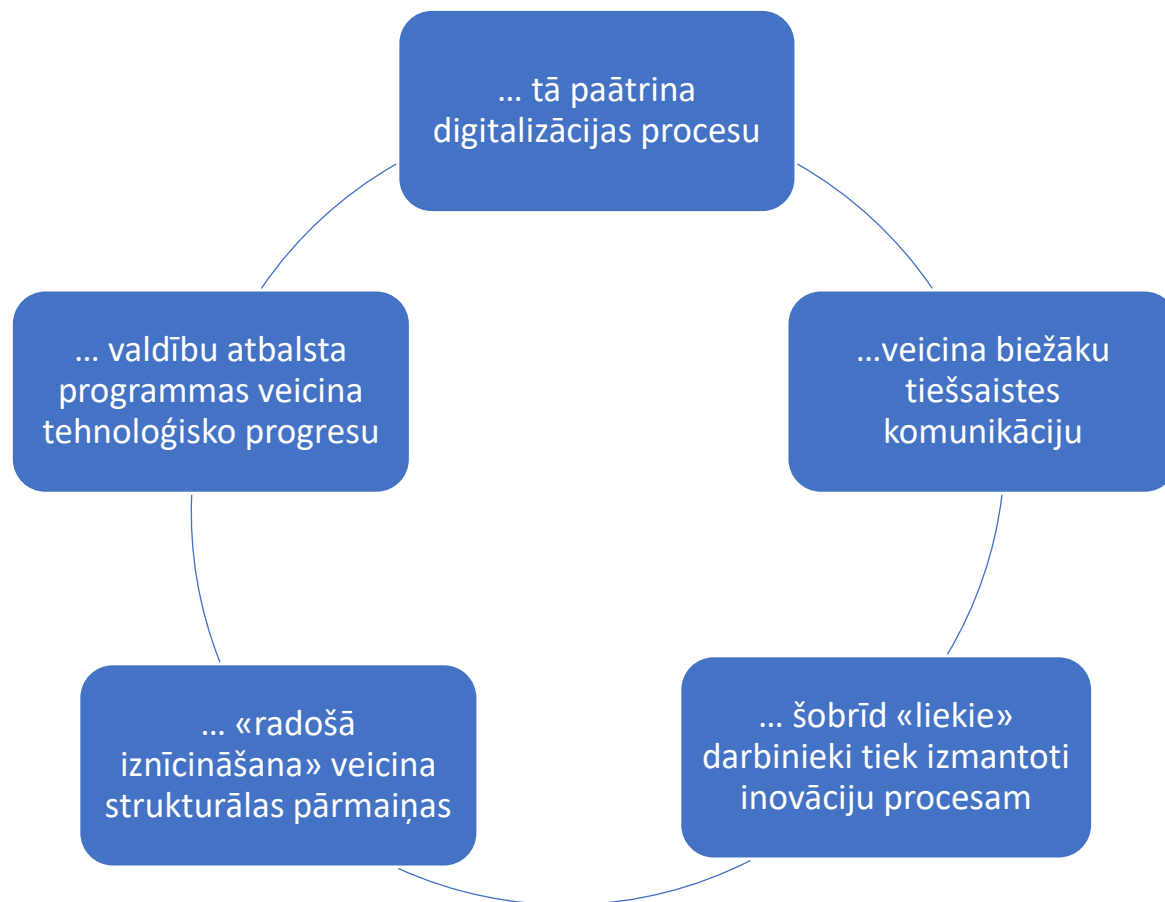 ... tā paātrina
digitalizācijas procesu
...veicina biežāku
tiešsaistes
komunikāciju
... šobrīd «liekie»
darbinieki tiek izmantoti
inovāciju procesam
... «radošā
iznīcināšana» veicina
strukturālas pārmaiņas
... valdību atbalsta
programmas veicina
tehnoloģisko progresu